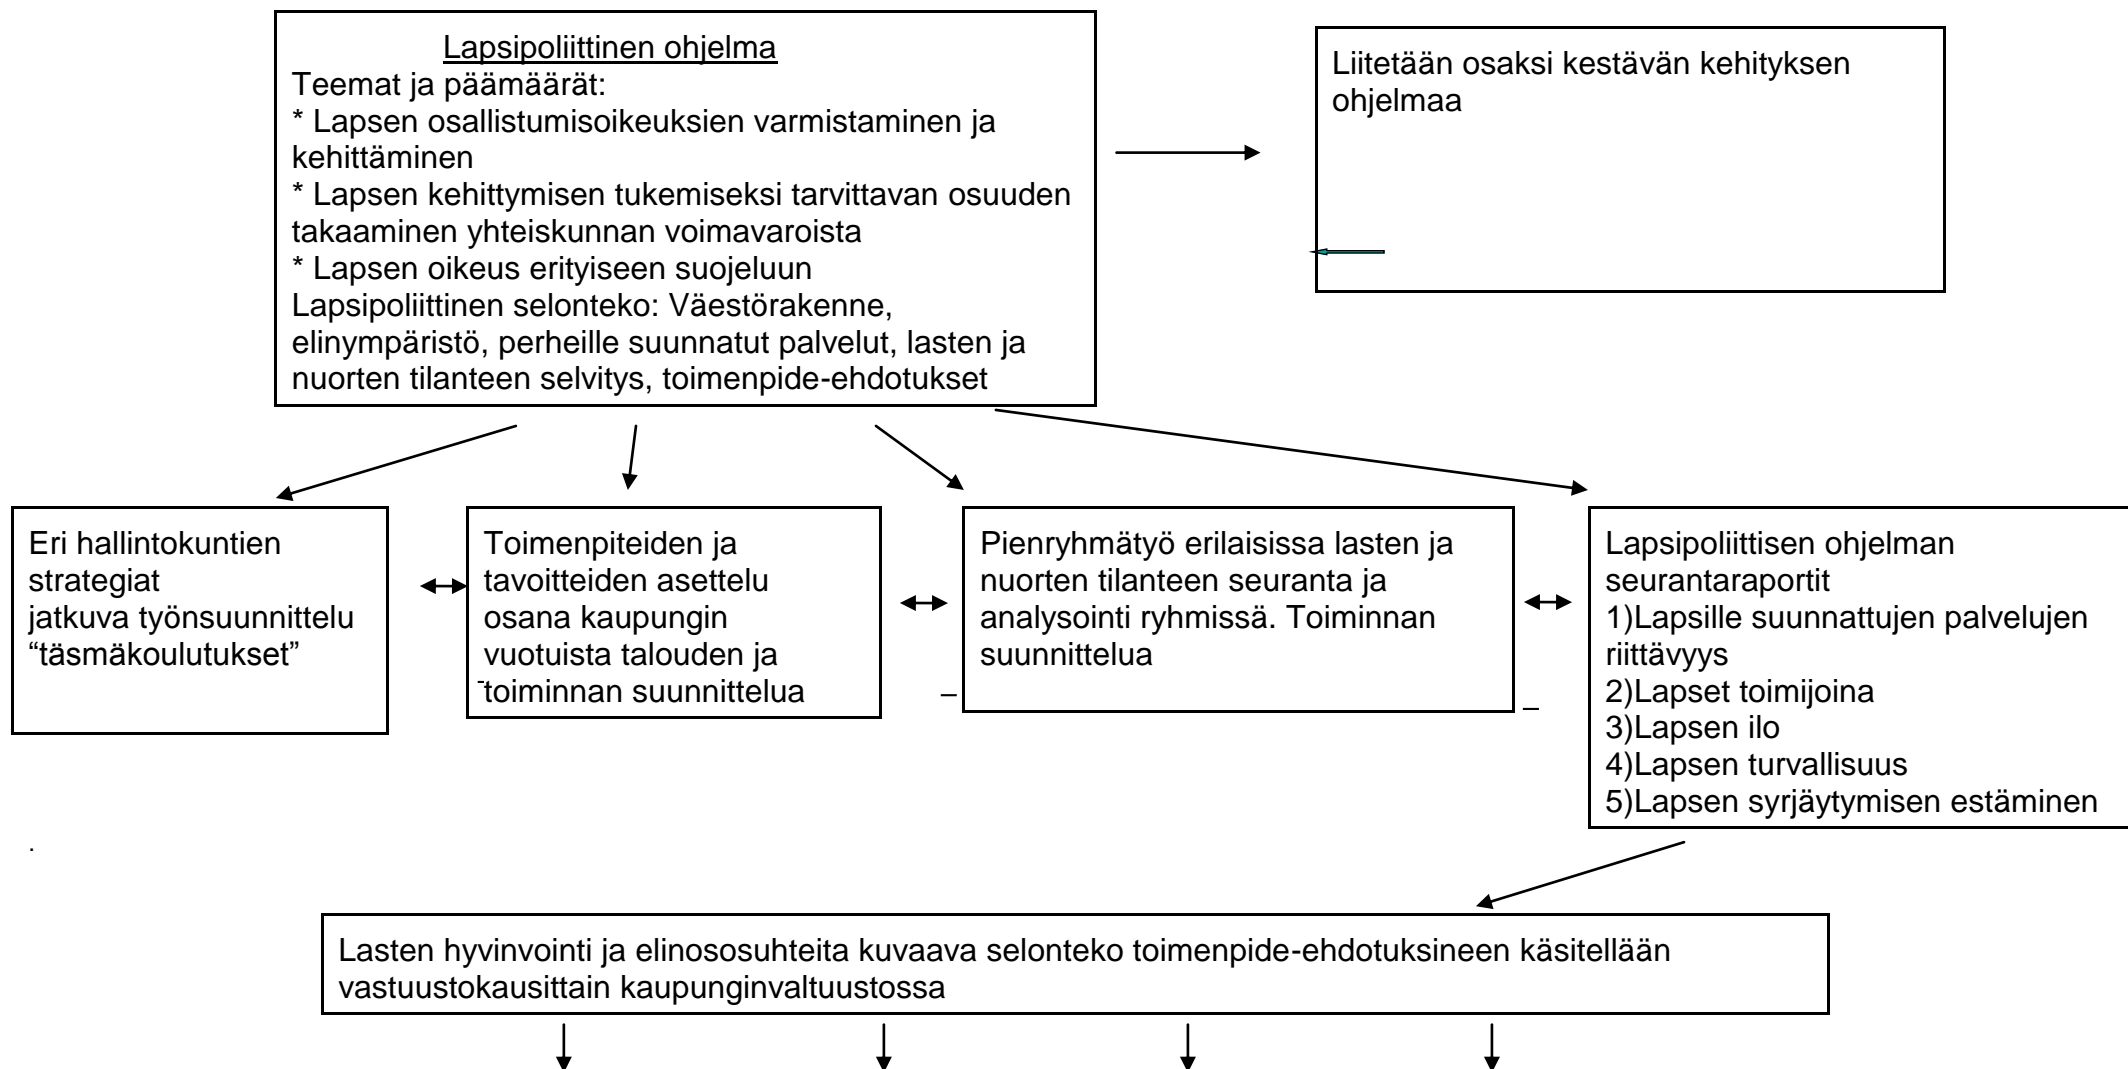 Lapsipoliittinen ohjelma
Teemat ja päämäärät:
* Lapsen osallistumisoikeuksien varmistaminen ja
kehittäminen
* Lapsen kehittymisen tukemiseksi tarvittavan osuuden
takaaminen yhteiskunnan voimavaroista
* Lapsen oikeus erityiseen suojeluun
Lapsipoliittinen selonteko: Väestörakenne,
elinympäristö, perheille suunnatut palvelut, lasten ja
nuorten tilanteen selvitys, toimenpide-ehdotukset
Liitetään osaksi kestävän kehityksen
ohjelmaa
Eri hallintokuntien
strategiat
jatkuva työnsuunnittelu
“täsmäkoulutukset”
Toimenpiteiden ja
tavoitteiden asettelu
osana kaupungin
vuotuista talouden ja
toiminnan suunnittelua
Pienryhmätyö erilaisissa lasten ja
nuorten tilanteen seuranta ja
analysointi ryhmissä. Toiminnan
suunnittelua
Lapsipoliittisen ohjelman
seurantaraportit
1)Lapsille suunnattujen palvelujen
riittävyys
2)Lapset toimijoina
3)Lapsen ilo
4)Lapsen turvallisuus
5)Lapsen syrjäytymisen estäminen
Lasten hyvinvointi ja elinososuhteita kuvaava selonteko toimenpide-ehdotuksineen käsitellään
vastuustokausittain kaupunginvaltuustossa